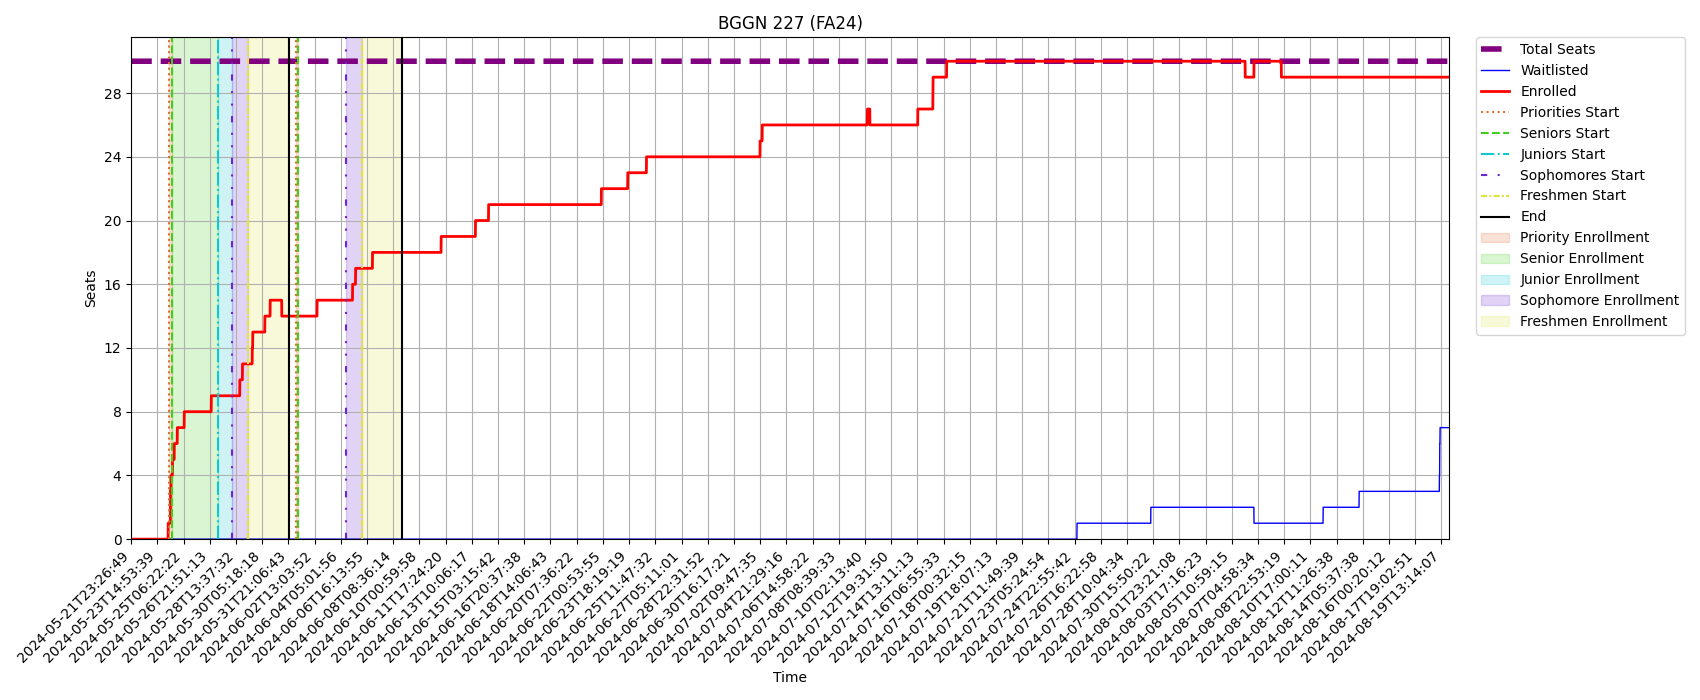 BGGN 227 (FA24)
Total Seats
Waitlisted
Enrolled
Priorities Start
Seniors Start
Juniors Start
Sophomores Start
Freshmen Start
End
Priority Enrollment
Senior Enrollment
Junior Enrollment
Sophomore Enrollment
Freshmen Enrollment
Seats
28
24
20
16
12
8
4
0
2024-05-21T23:26:49
2024-05-23T14:53:39
2024-05-25T06:22:22
2024-05-26T21:51:13
2024-05-28T13:37:32
2024-05-30T05:18:18
2024-05-31T21:06:43
2024-06-02T13:03:52
2024-06-04T05:01:56
2024-06-06T16:13:55
2024-06-08T08:36:14
2024-06-10T00:59:58
2024-06-11T17:24:20
2024-06-13T10:06:17
2024-06-15T03:15:42
2024-06-16T20:37:38
2024-06-18T14:06:43
2024-06-20T07:36:22
2024-06-22T00:53:55
2024-06-23T18:19:19
2024-06-25T11:47:32
2024-06-27T05:11:01
2024-06-28T22:31:52
2024-06-30T16:17:21
2024-07-02T09:47:35
2024-07-04T21:29:16
2024-07-06T14:58:22
2024-07-08T08:39:33
2024-07-10T02:13:40
2024-07-12T19:31:50
2024-07-14T13:11:13
2024-07-16T06:55:33
2024-07-18T00:32:15
2024-07-19T18:07:13
2024-07-21T11:49:39
2024-07-23T05:24:54
2024-07-24T22:55:42
2024-07-26T16:22:58
2024-07-28T10:04:34
2024-07-30T15:50:22
2024-08-01T23:21:08
2024-08-03T17:16:23
2024-08-05T10:59:15
2024-08-07T04:58:34
2024-08-08T22:53:19
2024-08-10T17:00:11
2024-08-12T11:26:38
2024-08-14T05:37:38
2024-08-16T00:20:12
2024-08-17T19:02:51
2024-08-19T13:14:07
Time